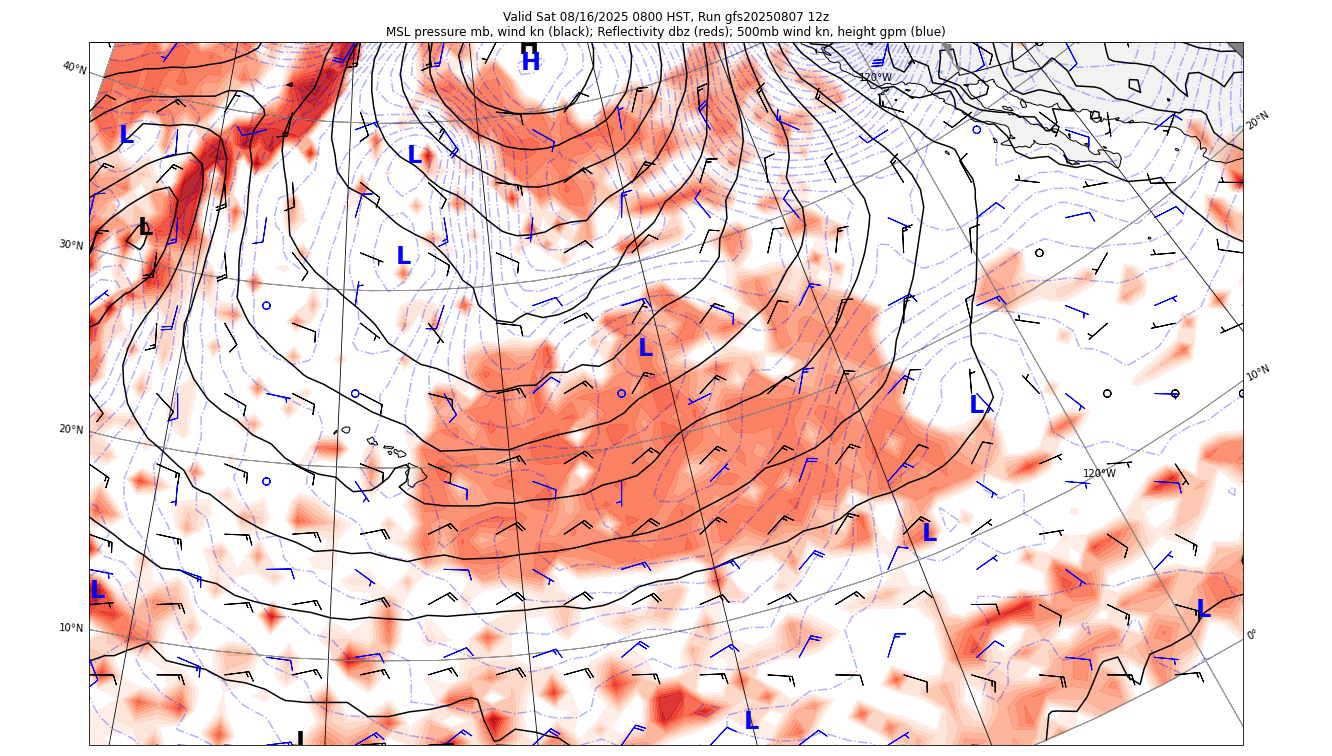 Valid Sat 08/16/2025 0800 HST, Run gfs20250807 12z
MSL pressure mb, wind kn (black); Reflectivity dbz (reds); 500mb wind kn, height gpm (blue)
H
H
40°N
120°W
20°N
L
L
L
30°N
L
L
10°N
L
20°N
120°W
L
L
L
10°N
0°
L
L